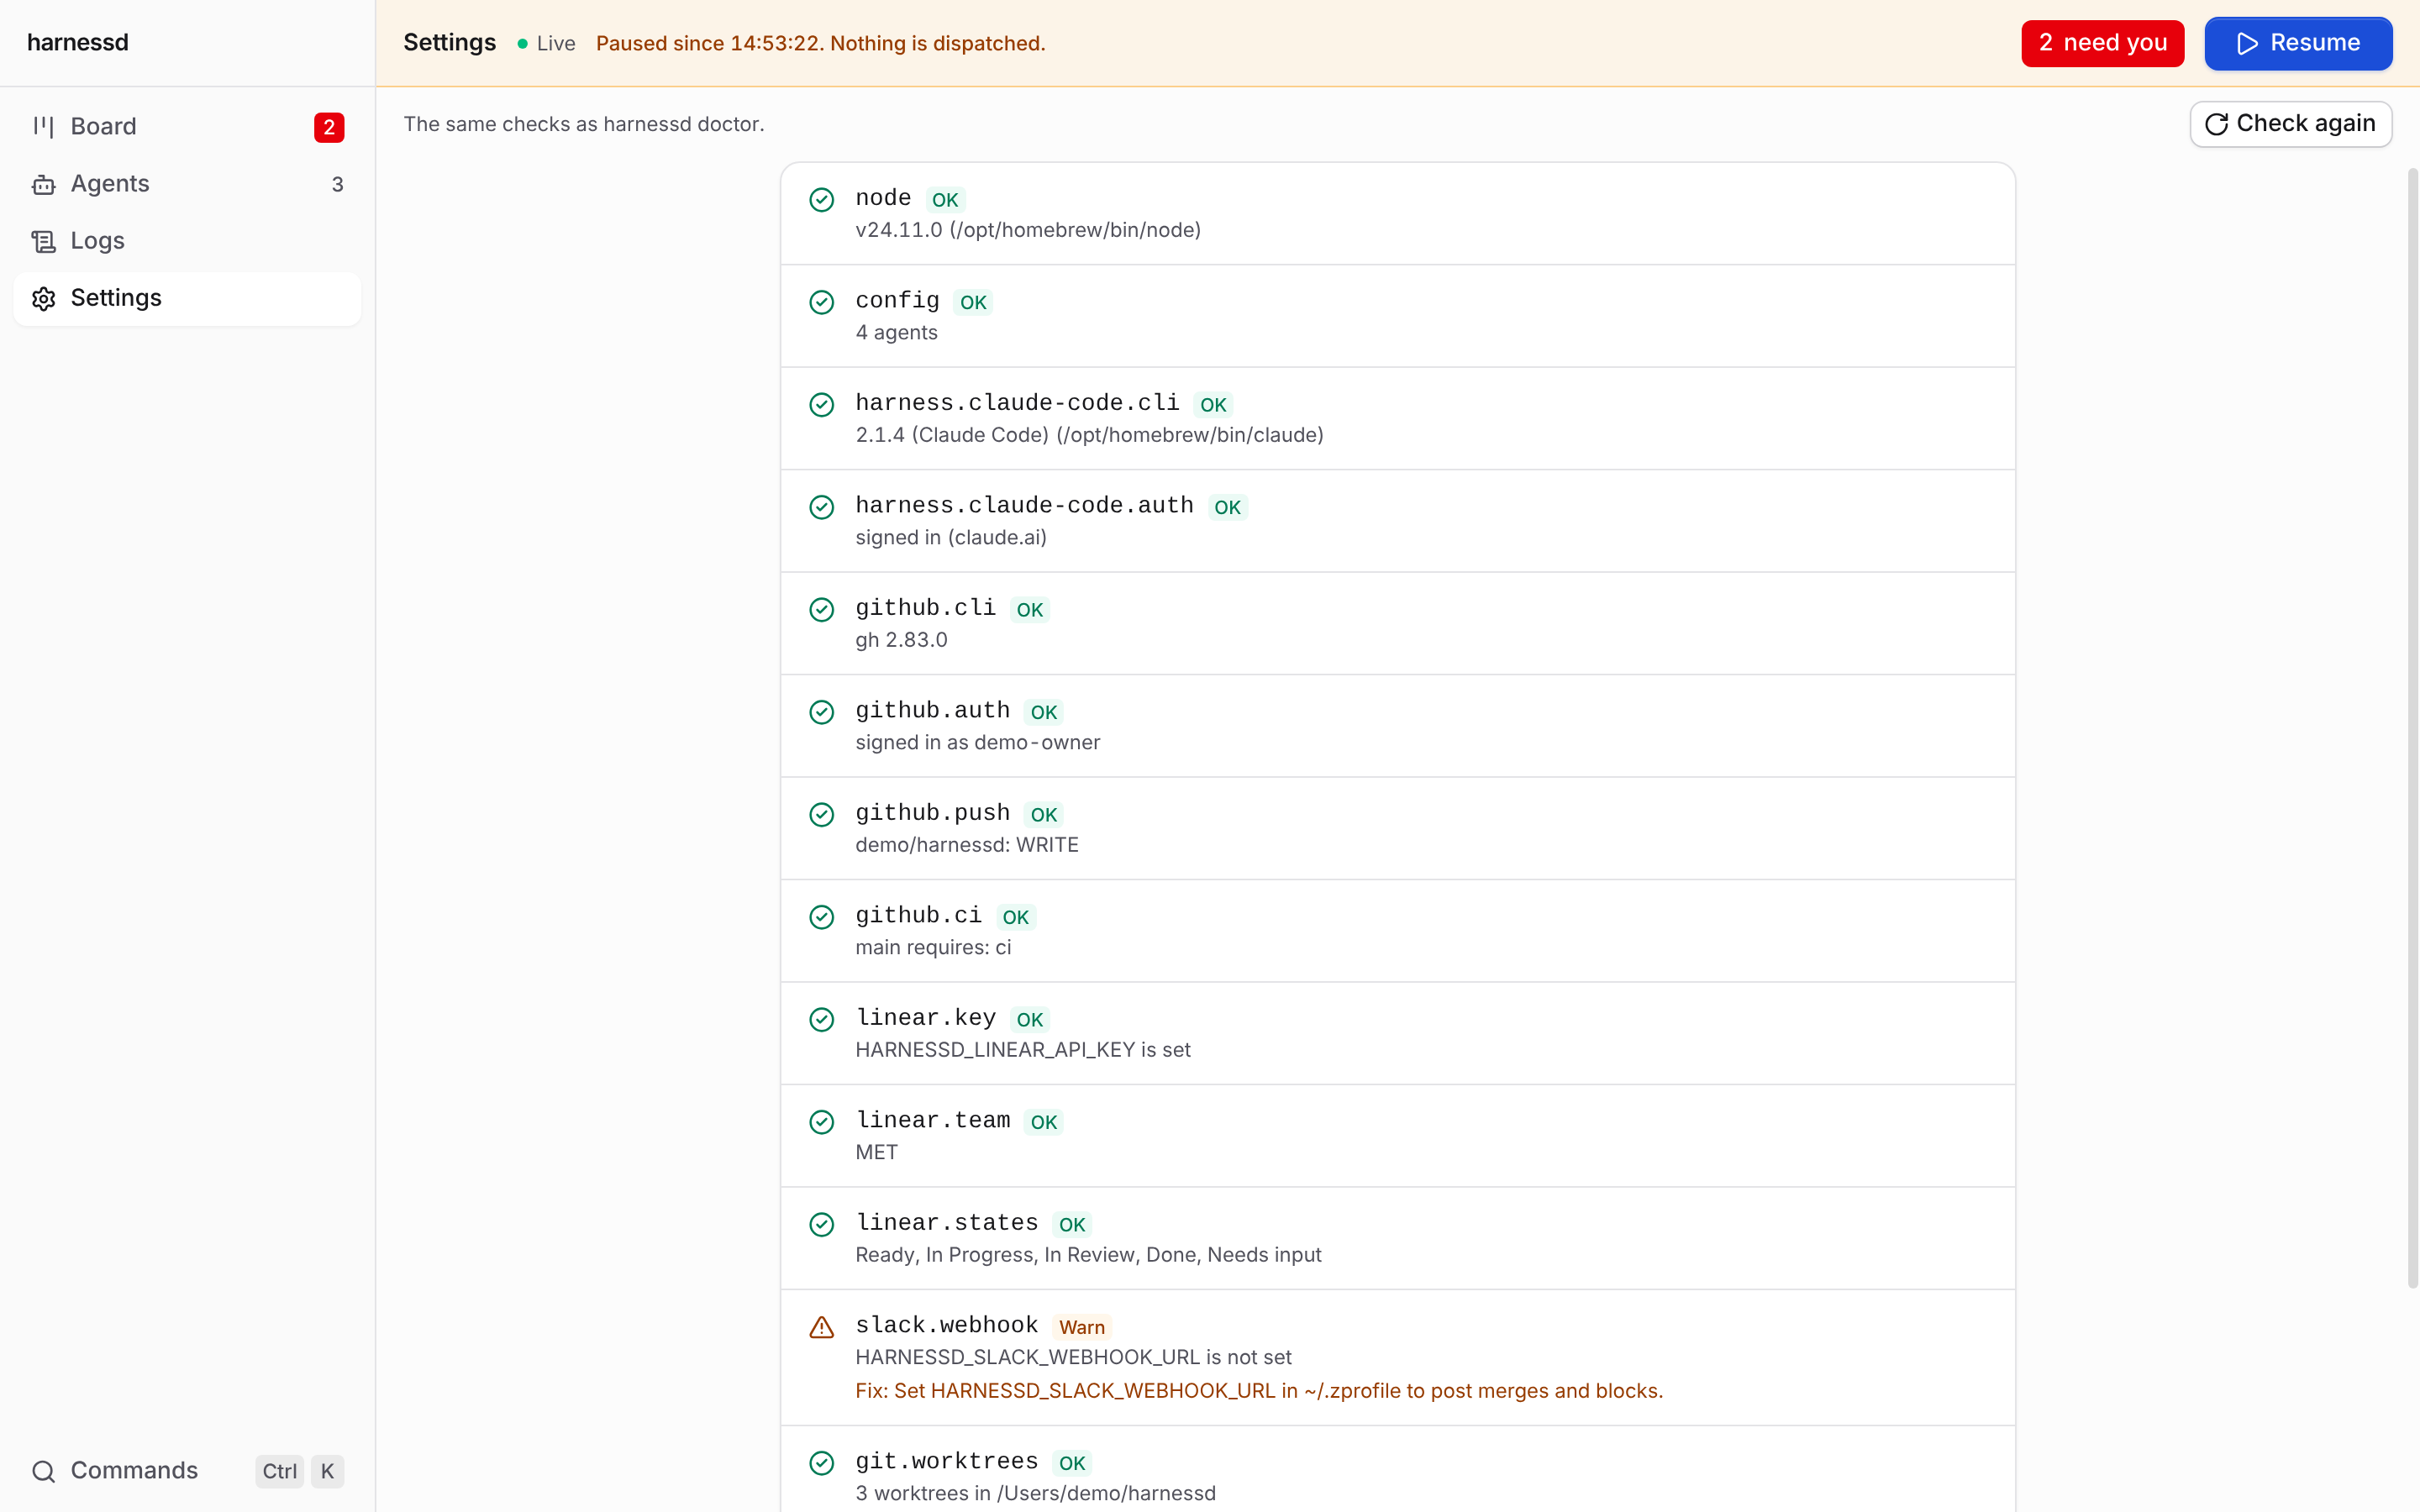 harnessd
Board 2
Agents 3
Logs
Settings
Commands Ctrl K
Settings Live Paused since 14:53:22. Nothing is dispatched. 2 need you Resume
The same checks as harnessd doctor. Check again
node OK
v24.11.0 (/opt/homebrew/bin/node)
config OK
4 agents
harness.claude-code.cli OK
2.1.4 (Claude Code) (/opt/homebrew/bin/claude)
harness.claude-code.auth OK
signed in (claude.ai)
github.cli OK
gh 2.83.0
github.auth OK
signed in as demo-owner
github.push OK
demo/harnessd: WRITE
github.ci OK
main requires: ci
linear.key OK
HARNESSD_LINEAR_API_KEY is set
linear.team OK
MET
linear.states OK
Ready, In Progress, In Review, Done, Needs input
slack.webhook Warn
HARNESSD_SLACK_WEBHOOK_URL is not set
Fix: Set HARNESSD_SLACK_WEBHOOK_URL in ~/.zprofile to post merges and blocks.
git.worktrees OK
3 worktrees in /Users/demo/harnessd